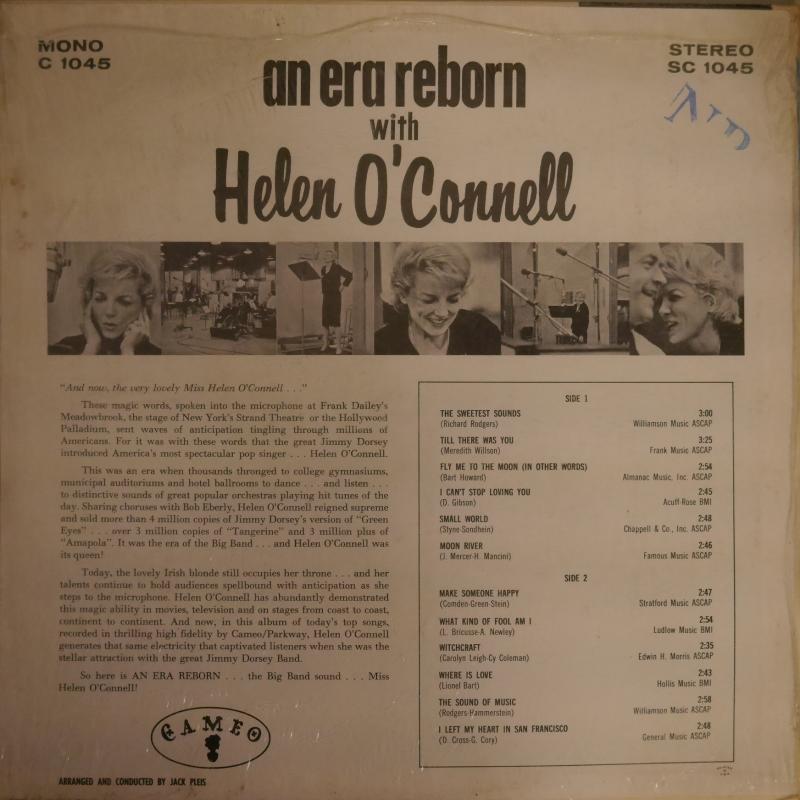 MONO
C 1045
STEREO
SC 1045
an era reborn
with
Helen O'Connell
"And now, the very lovely Miss Helen O'Connell . . ."
These magic words, spoken into the microphone at Frank Dailey's
Meadowbrook, the stage of New York's Strand Theatre or the Hollywood
Palladium, sent waves of anticipation tingling through millions of
Americans. For it was with these words that the great Jimmy Dorsey
introduced America's most spectacular pop singer . . . Helen O'Connell.
This was an era when thousands thronged to college gymnasiums,
municipal auditoriums and hotel ballrooms to dance . . . and listen . . .
to distinctive sounds of great popular orchestras playing hit tunes of the
day. Sharing choruses with Bob Eberly, Helen O'Connell reigned supreme
and sold more than 4 million copies of Jimmy Dorsey's version of "Green
Eyes" . . . over 3 million copies of "Tangerine" and 3 million plus of
"Amapola". It was the era of the Big Band . . . and Helen O'Connell was
its queen!
Today, the lovely Irish blonde still occupies her throne . . . and her
talents continue to hold audiences spellbound with anticipation as she
steps to the microphone. Helen O'Connell has abundantly demonstrated
this magic ability in movies, television and on stages from coast to coast,
continent to continent. And now, in this album of today's top songs,
recorded in thrilling high fidelity by Cameo/Parkway, Helen O'Connell
generates that same electricity that captivated listeners when she was the
stellar attraction with the great Jimmy Dorsey Band.
So here is AN ERA REBORN . . . the Big Band sound . . . Miss
Helen O'Connell!
CAMEO
ARRANGED AND CONDUCTED BY JACK PLEIS
SIDE 1
THE SWEETEST SOUNDS 3:00
(Richard Rodgers) Williamson Music ASCAP
TILL THERE WAS YOU 3:25
(Meredith Willson) Frank Music ASCAP
FLY ME TO THE MOON (IN OTHER WORDS) 2:54
(Bart Howard) Almanac Music, Inc. ASCAP
I CAN'T STOP LOVING YOU 2:45
(D. Gibson) Acuff-Rose BMI
SMALL WORLD 2:48
(Styne-Sondheim) Chappell & Co., Inc. ASCAP
MOON RIVER 2:46
(J. Mercer-H. Mancini) Famous Music ASCAP
SIDE 2
MAKE SOMEONE HAPPY 2:47
(Comden-Green-Stein) Stratford Music ASCAP
WHAT KIND OF FOOL AM I 2:54
(L. Bricusse-A. Newley) Ludlow Music BMI
WITCHCRAFT 2:35
(Carolyn Leigh-Cy Coleman) Edwin H. Morris ASCAP
WHERE IS LOVE 2:43
(Lionel Bart) Hollis Music BMI
THE SOUND OF MUSIC 2:58
(Rodgers-Hammerstein) Williamson Music ASCAP
I LEFT MY HEART IN SAN FRANCISCO 2:48
(D. Cross-G. Cory) General Music ASCAP